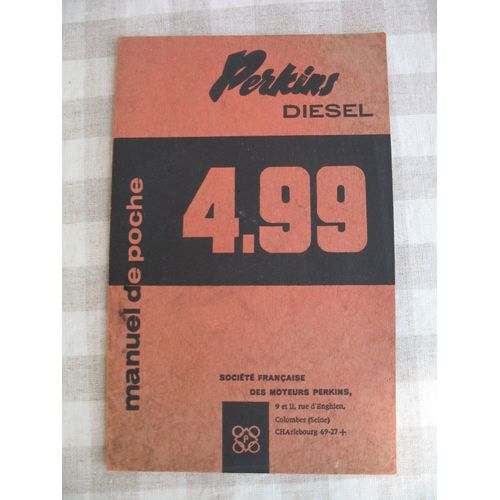 Perkins
DIESEL
4.99
manuel de poche
SOCIÉTÉ FRANÇAISE
DES MOTEURS PERKINS,
9 et 11, rue d'Enghien,
Colombes (Seine)
CHArlebourg 69-27 +
P